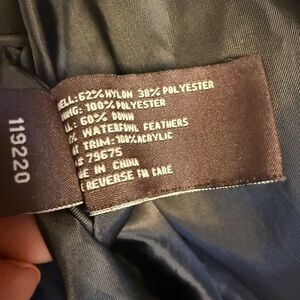 ELL: 62% NYLON 38% POLYESTER
NING: 100% POLYESTER
L: 60% DOWN
% WATERFOWL FEATHERS
AT TRIM: 100% ACRYLIC
79675
E IN CHINA
REVERSE FOR CARE
119220